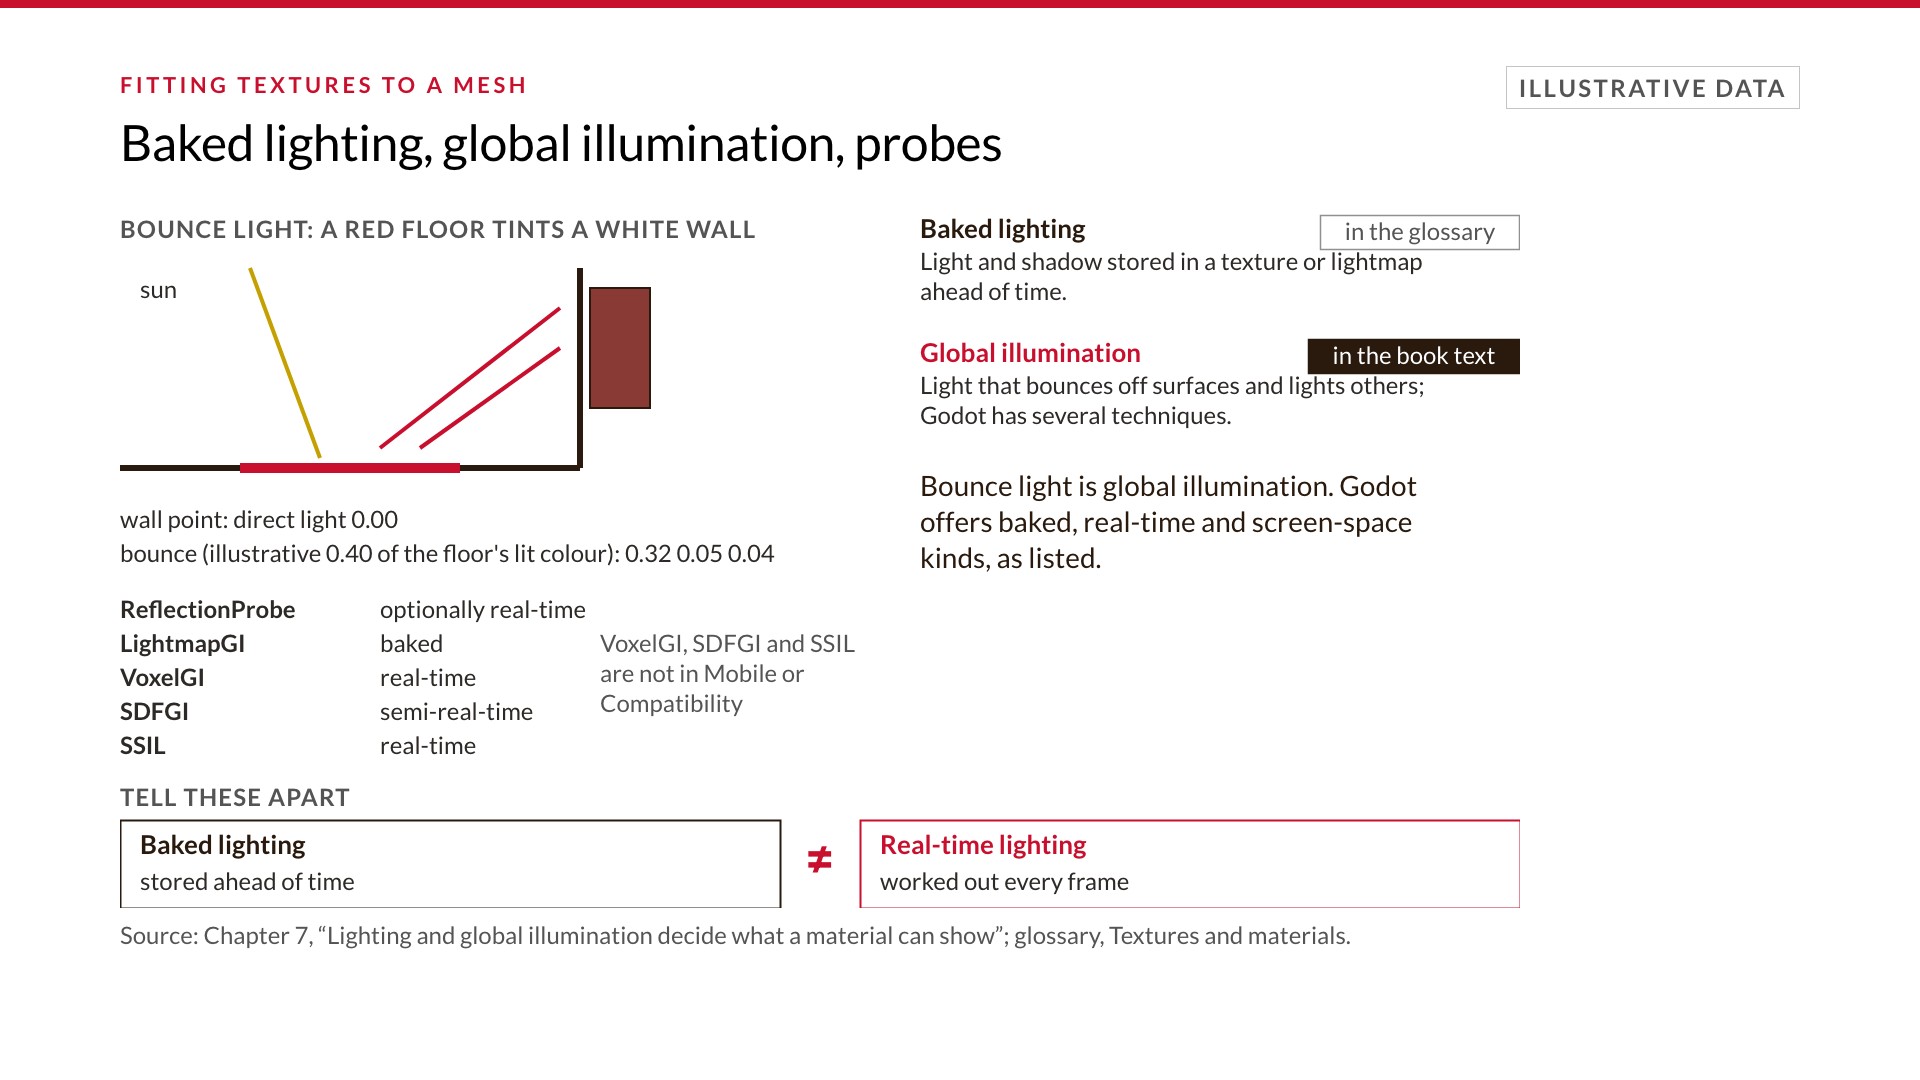 FITTING TEXTURES TO A MESH
ILLUSTRATIVE DATA
Baked lighting, global illumination, probes
BOUNCE LIGHT: A RED FLOOR TINTS A WHITE WALL
sun
wall point: direct light 0.00
bounce (illustrative 0.40 of the floor's lit colour): 0.32 0.05 0.04
ReflectionProbe optionally real-time
LightmapGI baked
VoxelGI real-time
SDFGI semi-real-time
SSIL real-time
VoxelGI, SDFGI and SSIL
are not in Mobile or
Compatibility
Baked lighting in the glossary
Light and shadow stored in a texture or lightmap
ahead of time.
Global illumination in the book text
Light that bounces off surfaces and lights others;
Godot has several techniques.
Bounce light is global illumination. Godot
offers baked, real-time and screen-space
kinds, as listed.
TELL THESE APART
Baked lighting
stored ahead of time
≠
Real-time lighting
worked out every frame
Source: Chapter 7, “Lighting and global illumination decide what a material can show”; glossary, Textures and materials.